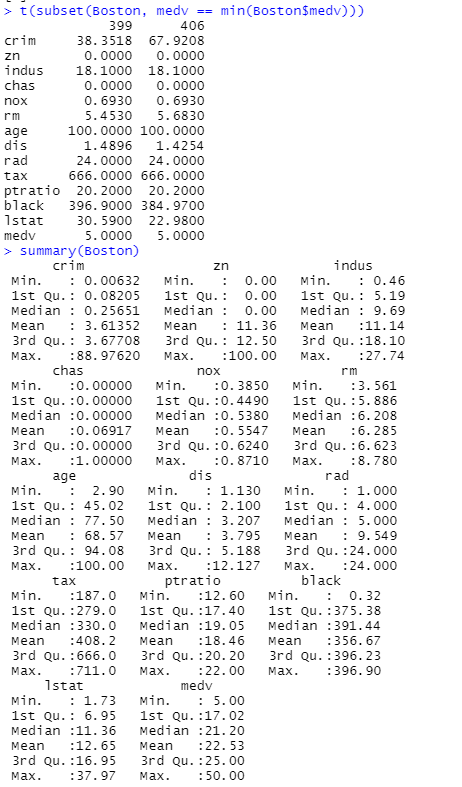 > t(subset(Boston, medv == min(Boston$medv)))
399 406
crim 38.3518 67.9208
zn 0.0000 0.0000
indus 18.1000 18.1000
chas 0.0000 0.0000
nox 0.6930 0.6930
rm 5.4530 5.6830
age 100.0000 100.0000
dis 1.4896 1.4254
rad 24.0000 24.0000
tax 666.0000 666.0000
ptratio 20.2000 20.2000
black 396.9000 384.9700
lstat 30.5900 22.9800
medv 5.0000 5.0000
> summary(Boston)
crim zn indus
Min. : 0.00632 Min. : 0.00 Min. : 0.46
1st Qu.: 0.08205 1st Qu.: 0.00 1st Qu.: 5.19
Median : 0.25651 Median : 0.00 Median : 9.69
Mean : 3.61352 Mean : 11.36 Mean :11.14
3rd Qu.: 3.67708 3rd Qu.: 12.50 3rd Qu.:18.10
Max. :88.97620 Max. :100.00 Max. :27.74
chas nox rm
Min. :0.00000 Min. :0.3850 Min. :3.561
1st Qu.:0.00000 1st Qu.:0.4490 1st Qu.:5.886
Median :0.00000 Median :0.5380 Median :6.208
Mean :0.06917 Mean :0.5547 Mean :6.285
3rd Qu.:0.00000 3rd Qu.:0.6240 3rd Qu.:6.623
Max. :1.00000 Max. :0.8710 Max. :8.780
age dis rad
Min. : 2.90 Min. : 1.130 Min. : 1.000
1st Qu.: 45.02 1st Qu.: 2.100 1st Qu.: 4.000
Median : 77.50 Median : 3.207 Median : 5.000
Mean : 68.57 Mean : 3.795 Mean : 9.549
3rd Qu.: 94.08 3rd Qu.: 5.188 3rd Qu.:24.000
Max. :100.00 Max. :12.127 Max. :24.000
tax ptratio black
Min. :187.0 Min. :12.60 Min. : 0.32
1st Qu.:279.0 1st Qu.:17.40 1st Qu.:375.38
Median :330.0 Median :19.05 Median :391.44
Mean :408.2 Mean :18.46 Mean :356.67
3rd Qu.:666.0 3rd Qu.:20.20 3rd Qu.:396.23
Max. :711.0 Max. :22.00 Max. :396.90
lstat medv
Min. : 1.73 Min. : 5.00
1st Qu.: 6.95 1st Qu.:17.02
Median :11.36 Median :21.20
Mean :12.65 Mean :22.53
3rd Qu.:16.95 3rd Qu.:25.00
Max. :37.97 Max. :50.00